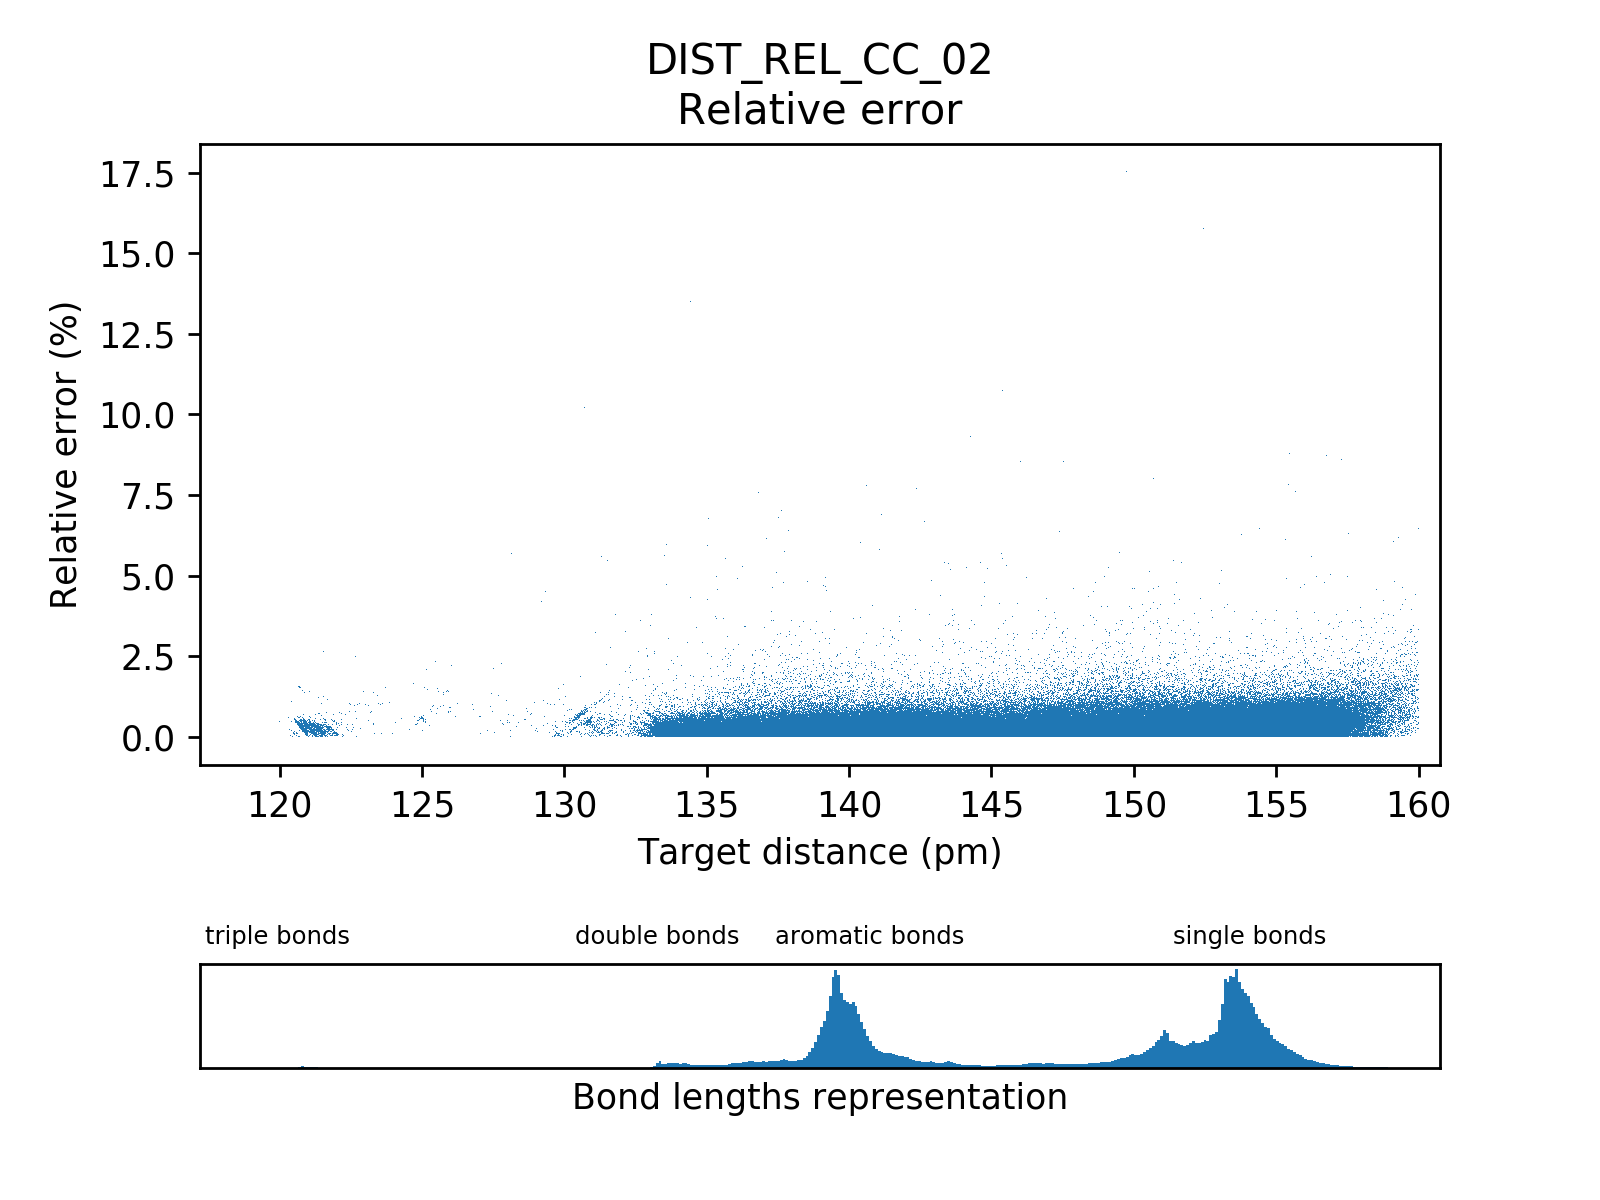 DIST_REL_CC_02
Relative error
17.5
15.0
12.5
10.0
7.5
5.0
2.5
0.0
Relative error (%)
120 125 130 135 140 145 150 155 160
Target distance (pm)
triple bonds double bonds aromatic bonds single bonds
Bond lengths representation